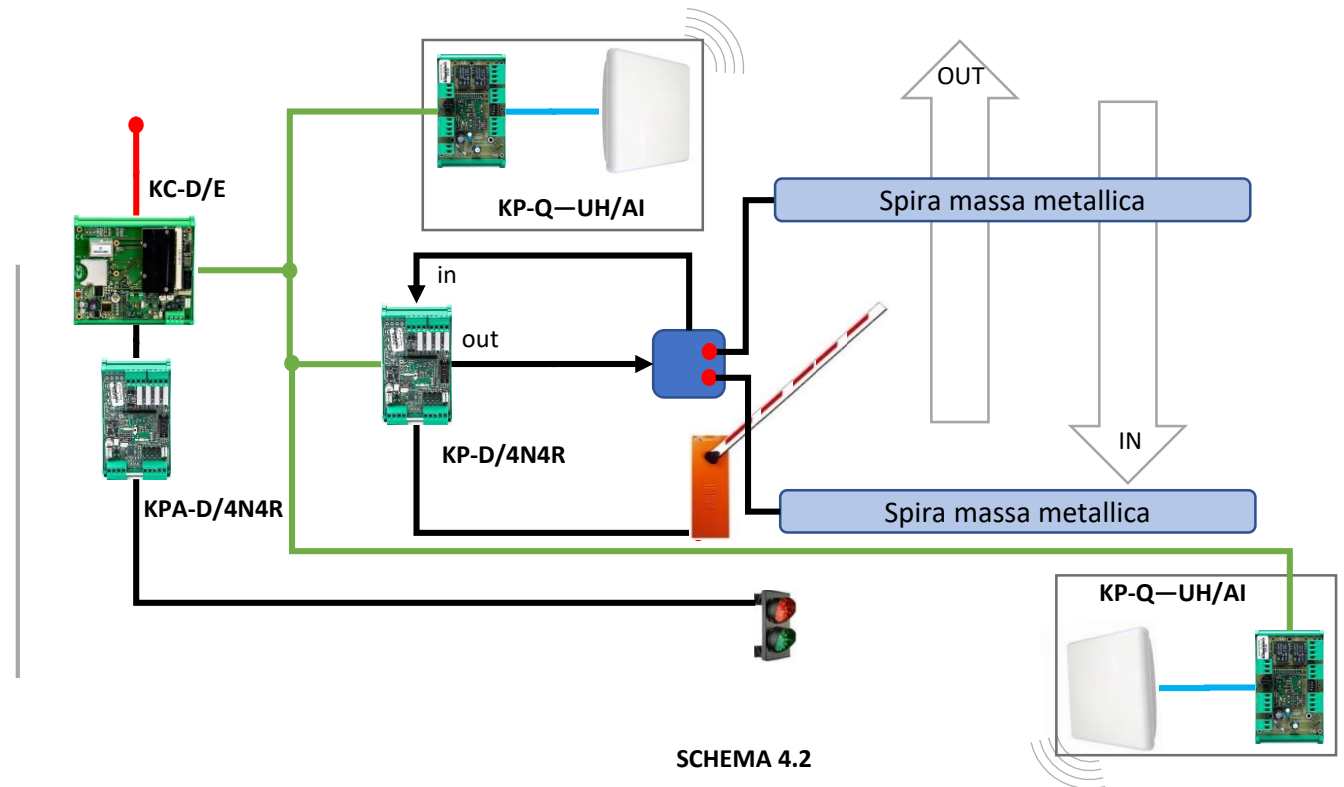 OUT
KC-D/E
Spira massa metallica
KP-Q—UH/AI
in
out
IN
KP-D/4N4R
KPA-D/4N4R
Spira massa metallica
KP-Q—UH/AI
SCHEMA 4.2